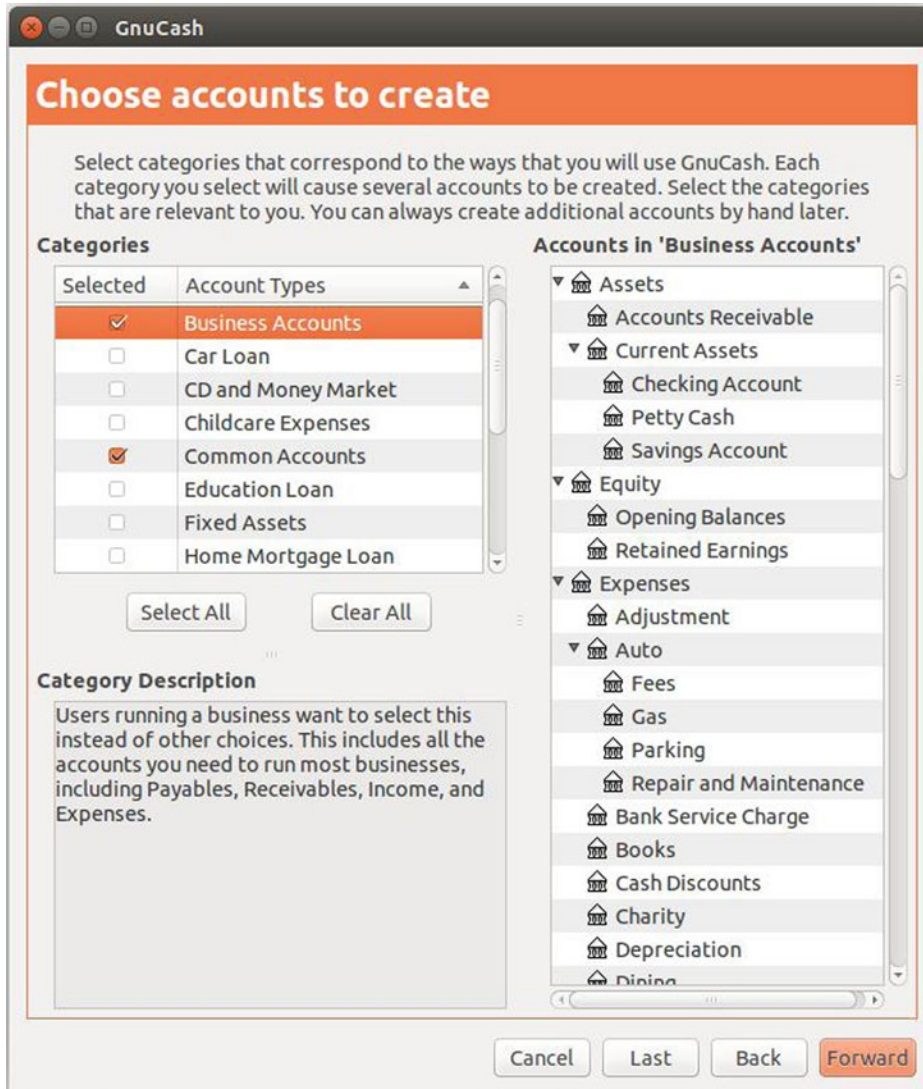 GnuCash
Choose accounts to create
Select categories that correspond to the ways that you will use GnuCash. Each
category you select will cause several accounts to be created. Select the categories
that are relevant to you. You can always create additional accounts by hand later.
Categories
Selected Account Types
Business Accounts
Car Loan
CD and Money Market
Childcare Expenses
Common Accounts
Education Loan
Fixed Assets
Home Mortgage Loan
Select All Clear All
Category Description
Users running a business want to select this
instead of other choices. This includes all the
accounts you need to run most businesses,
including Payables, Receivables, Income, and
Expenses.
Accounts in 'Business Accounts'
Assets
Accounts Receivable
Current Assets
Checking Account
Petty Cash
Savings Account
Equity
Opening Balances
Retained Earnings
Expenses
Adjustment
Auto
Fees
Gas
Parking
Repair and Maintenance
Bank Service Charge
Books
Cash Discounts
Charity
Depreciation
Dining
Cancel Last Back Forward